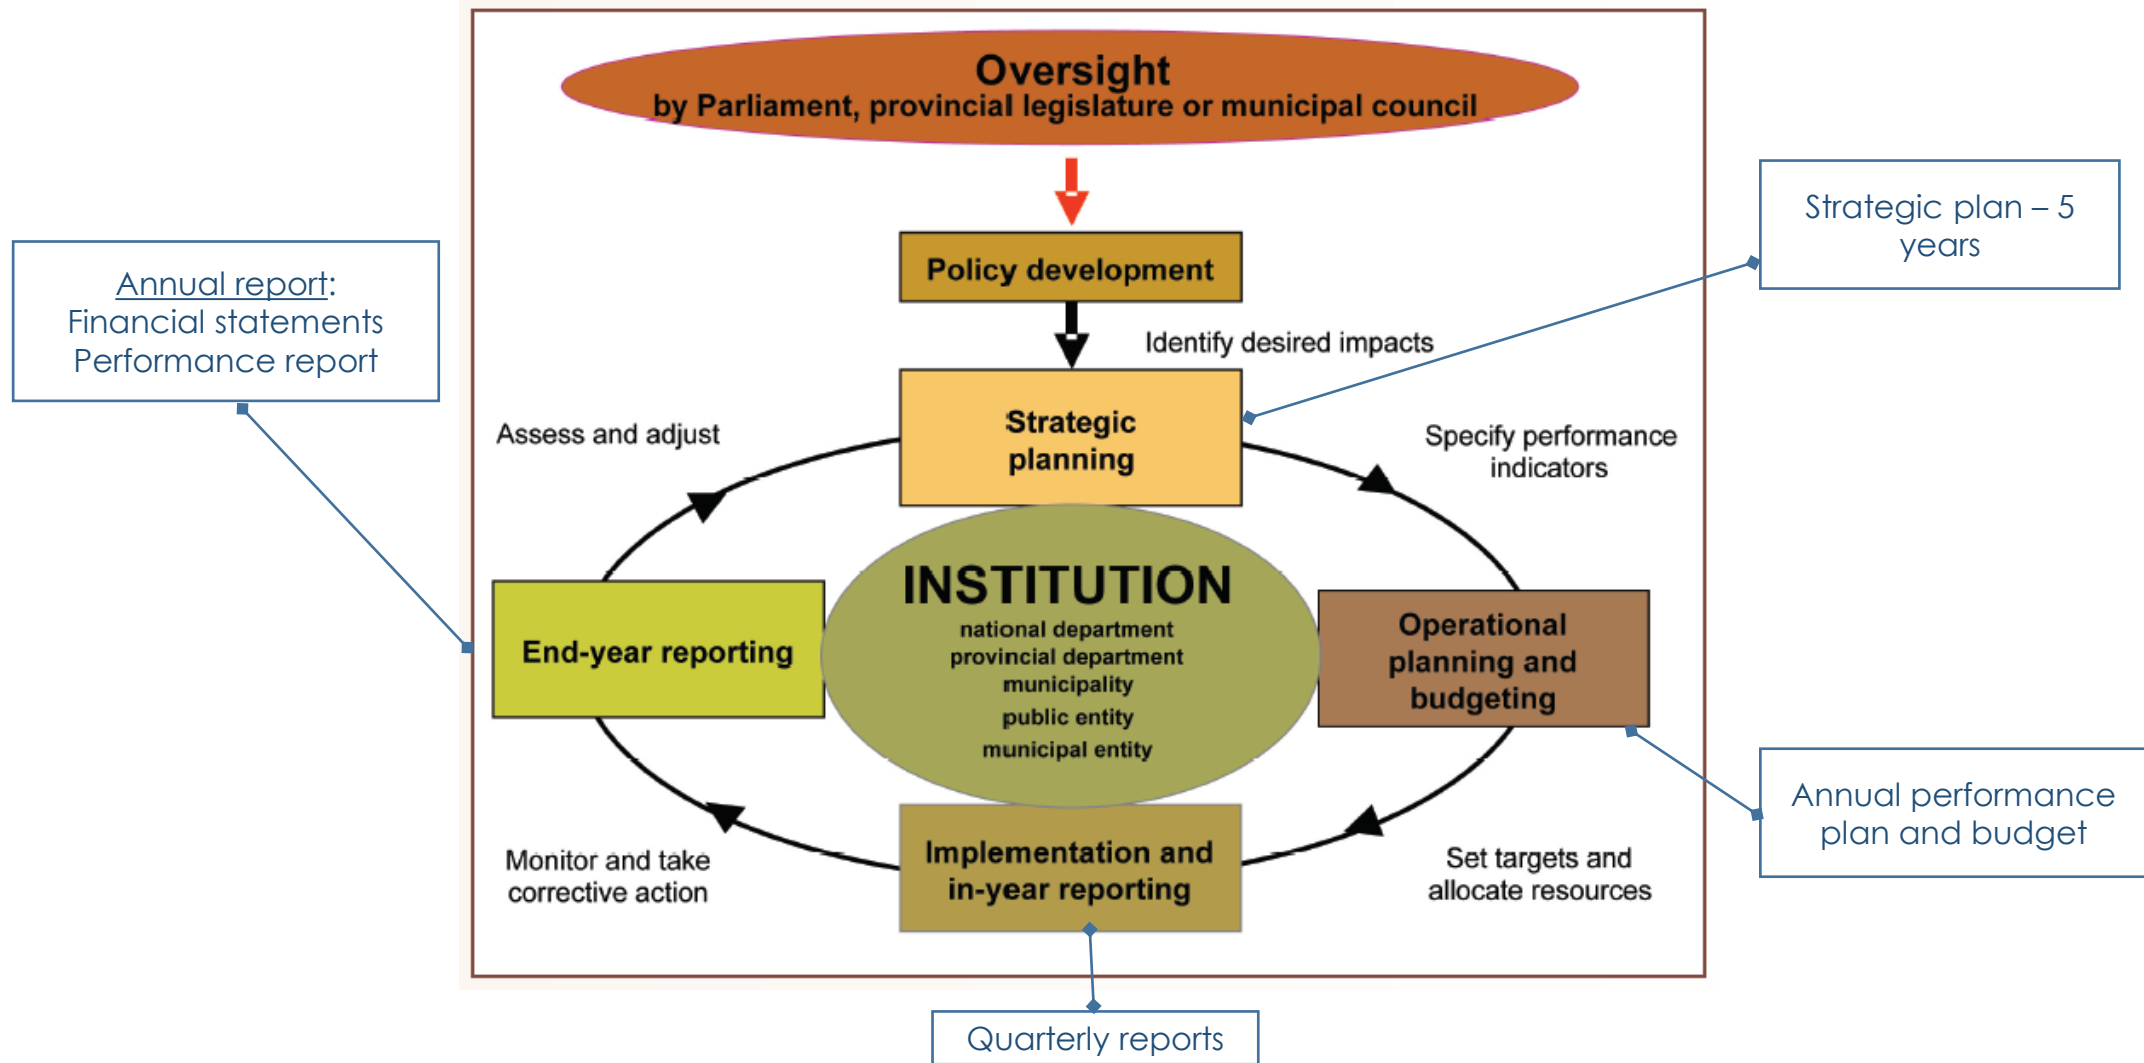 Oversight
by Parliament, provincial legislature or municipal council
Policy development
Identify desired impacts
Strategic plan – 5
years
Annual report:
Financial statements
Performance report
Strategic
planning
Assess and adjust
Specify performance
indicators
INSTITUTION
national department
provincial department
municipality
public entity
municipal entity
End-year reporting
Operational
planning and
budgeting
Annual performance
plan and budget
Implementation and
in-year reporting
Monitor and take
corrective action
Set targets and
allocate resources
Quarterly reports